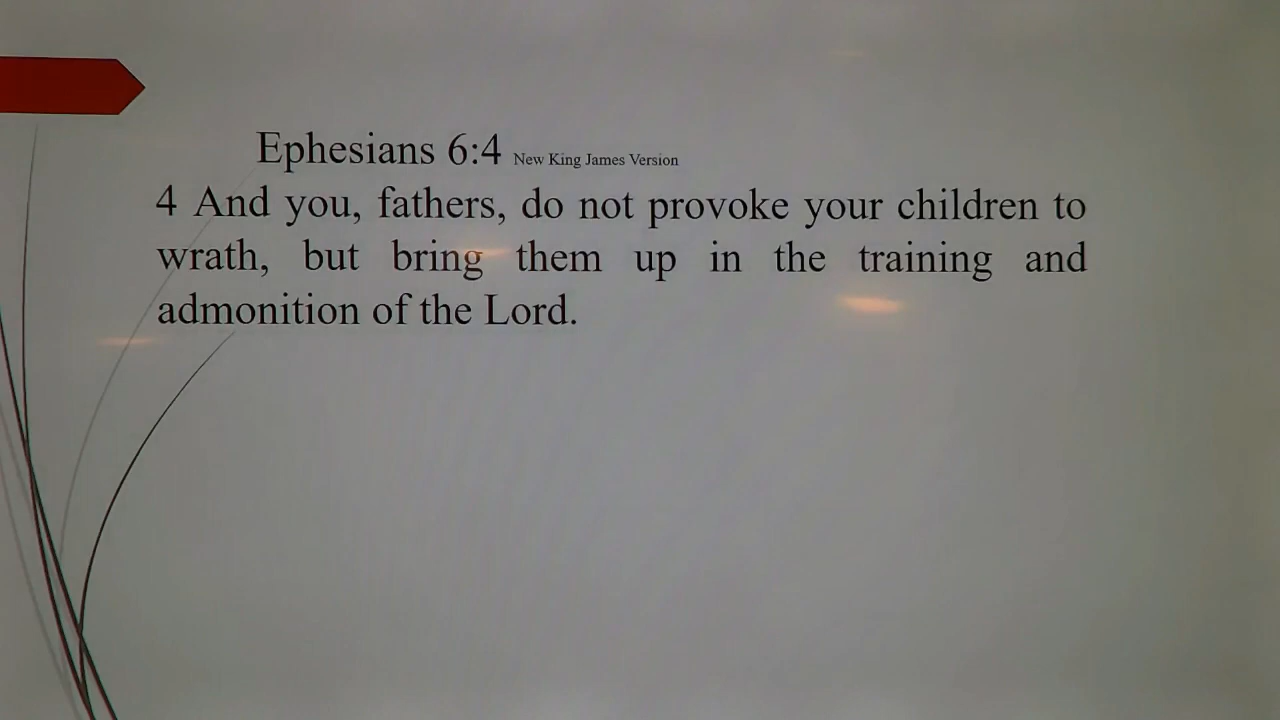 Ephesians 6:4 New King James Version
4 And you, fathers, do not provoke your children to
wrath, but bring them up in the training and
admonition of the Lord.